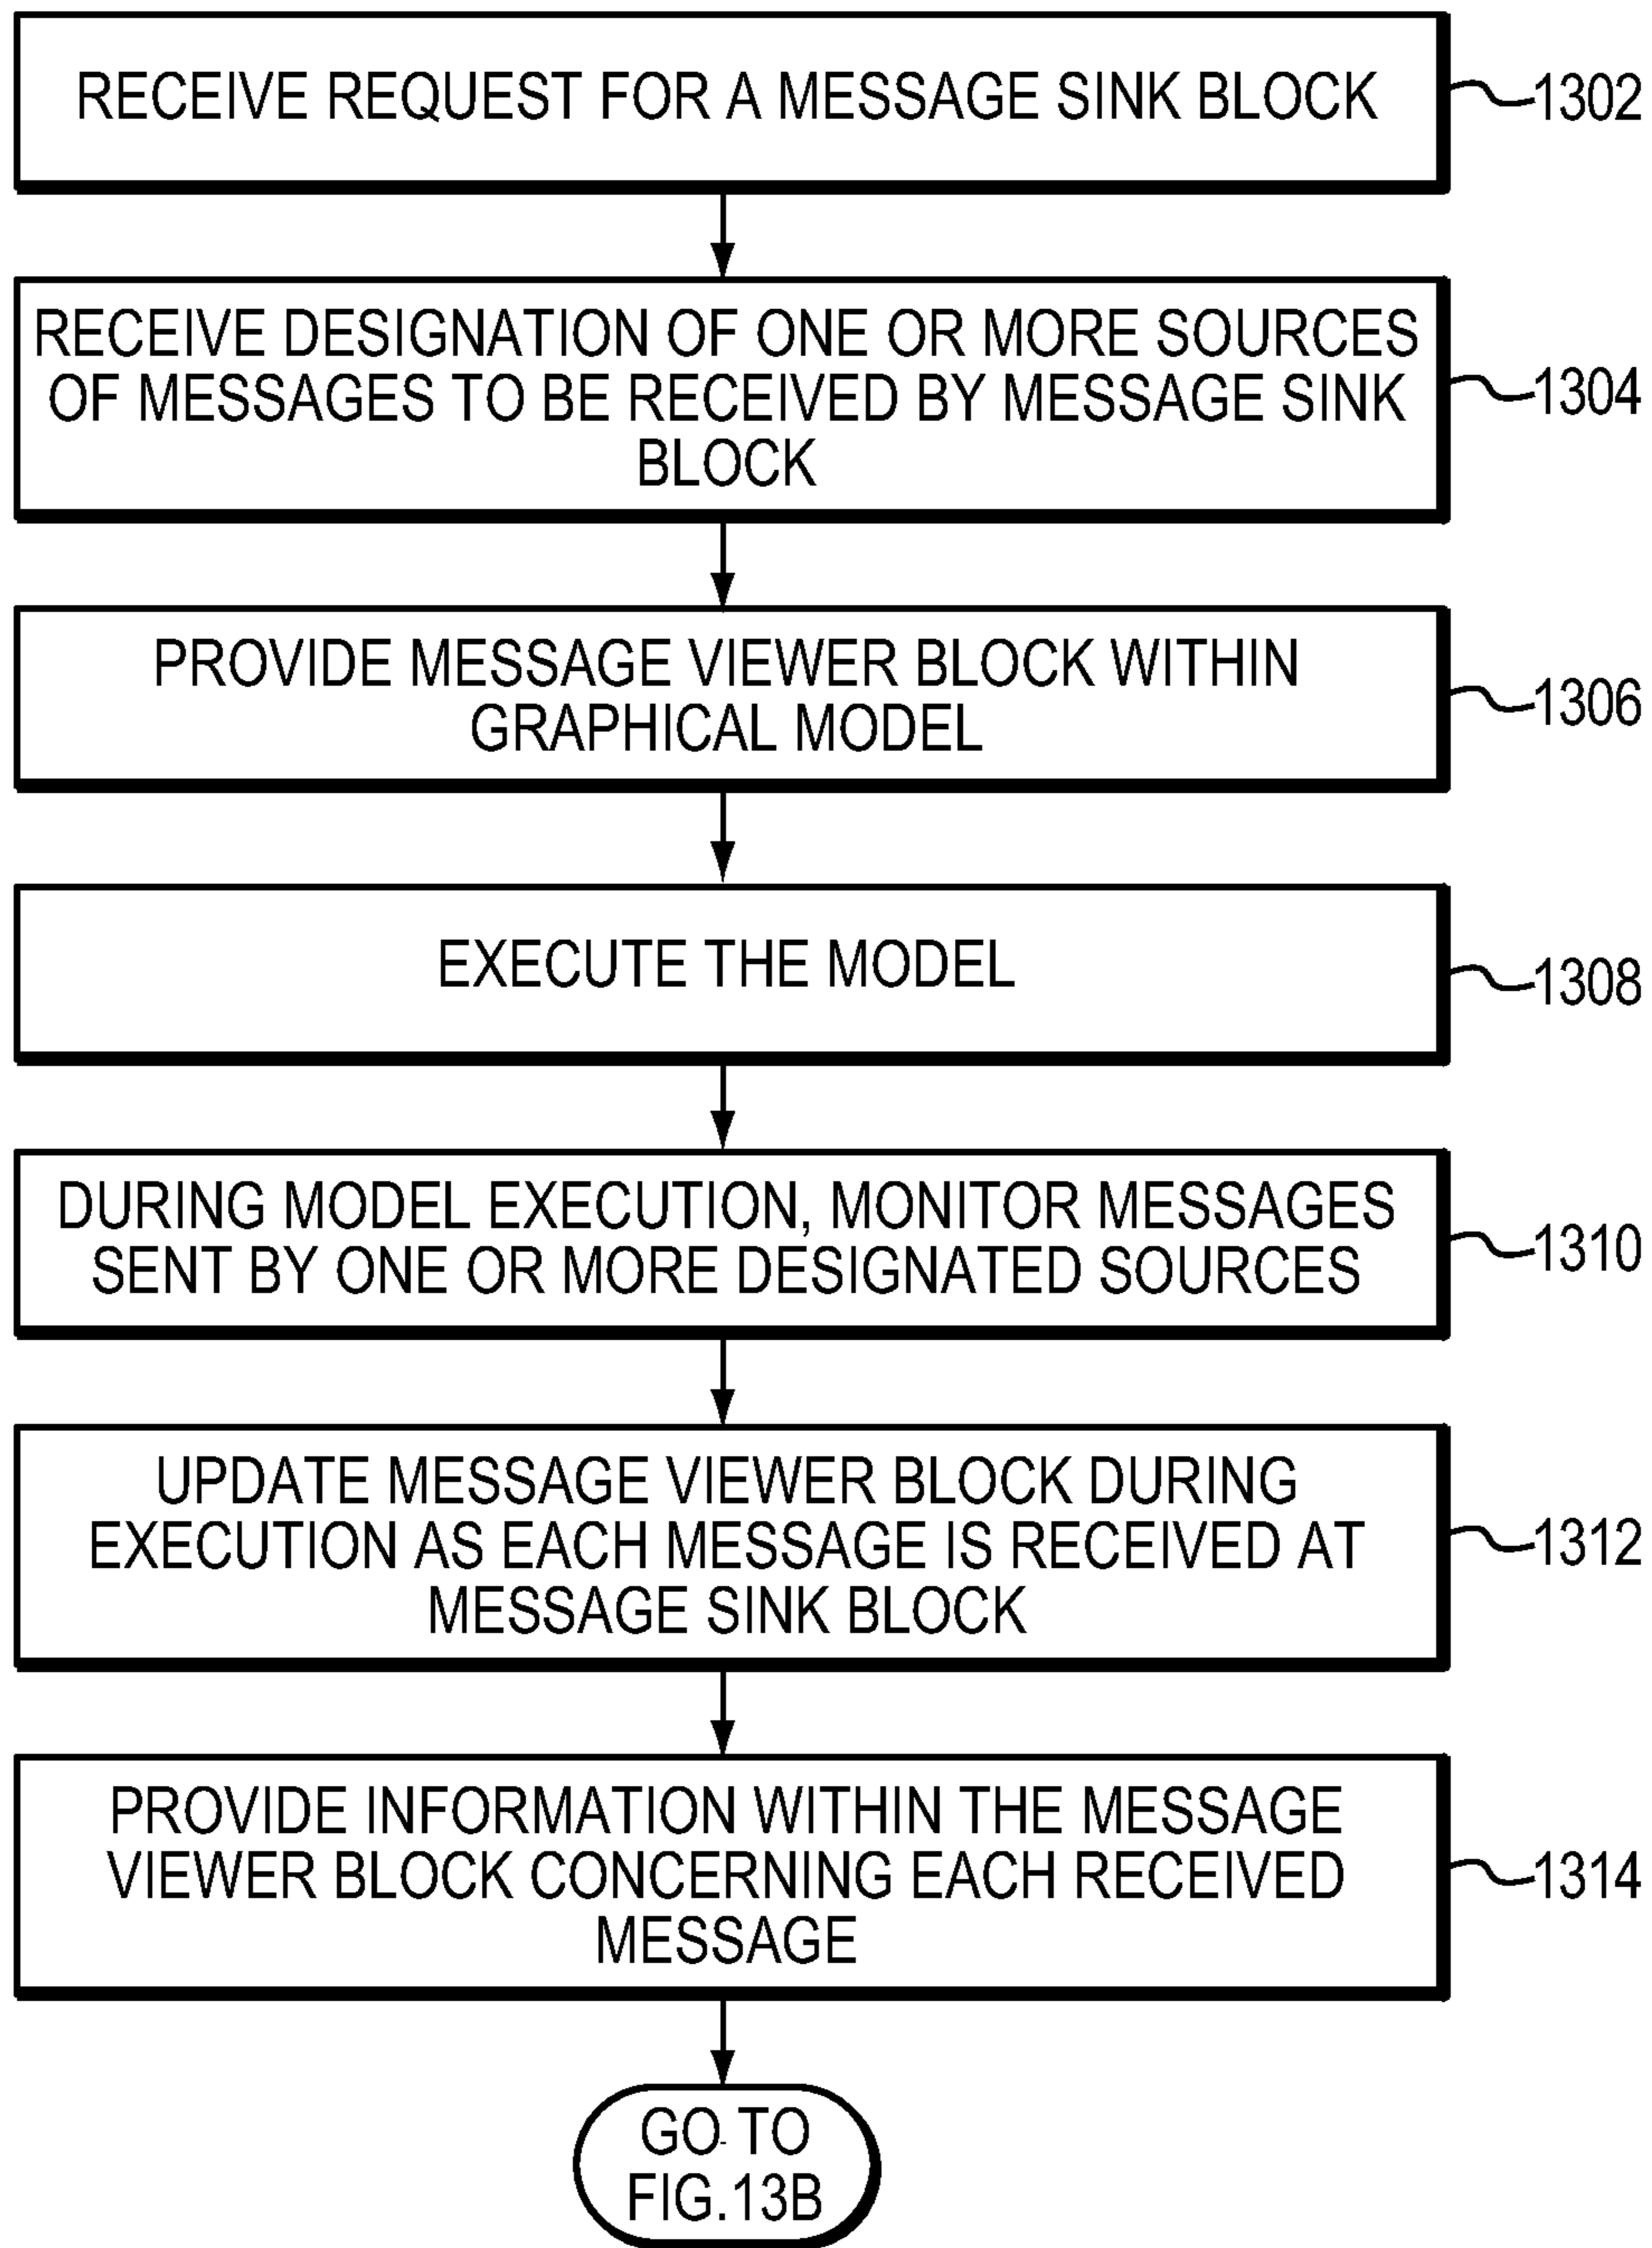 RECEIVE REQUEST FOR A MESSAGE SINK BLOCK
1302
RECEIVE DESIGNATION OF ONE OR MORE SOURCES
OF MESSAGES TO BE RECEIVED BY MESSAGE SINK
BLOCK
1304
PROVIDE MESSAGE VIEWER BLOCK WITHIN
GRAPHICAL MODEL
1306
EXECUTE THE MODEL
1308
DURING MODEL EXECUTION, MONITOR MESSAGES
SENT BY ONE OR MORE DESIGNATED SOURCES
1310
UPDATE MESSAGE VIEWER BLOCK DURING
EXECUTION AS EACH MESSAGE IS RECEIVED AT
MESSAGE SINK BLOCK
1312
PROVIDE INFORMATION WITHIN THE MESSAGE
VIEWER BLOCK CONCERNING EACH RECEIVED
MESSAGE
1314
GO TO
FIG.13B